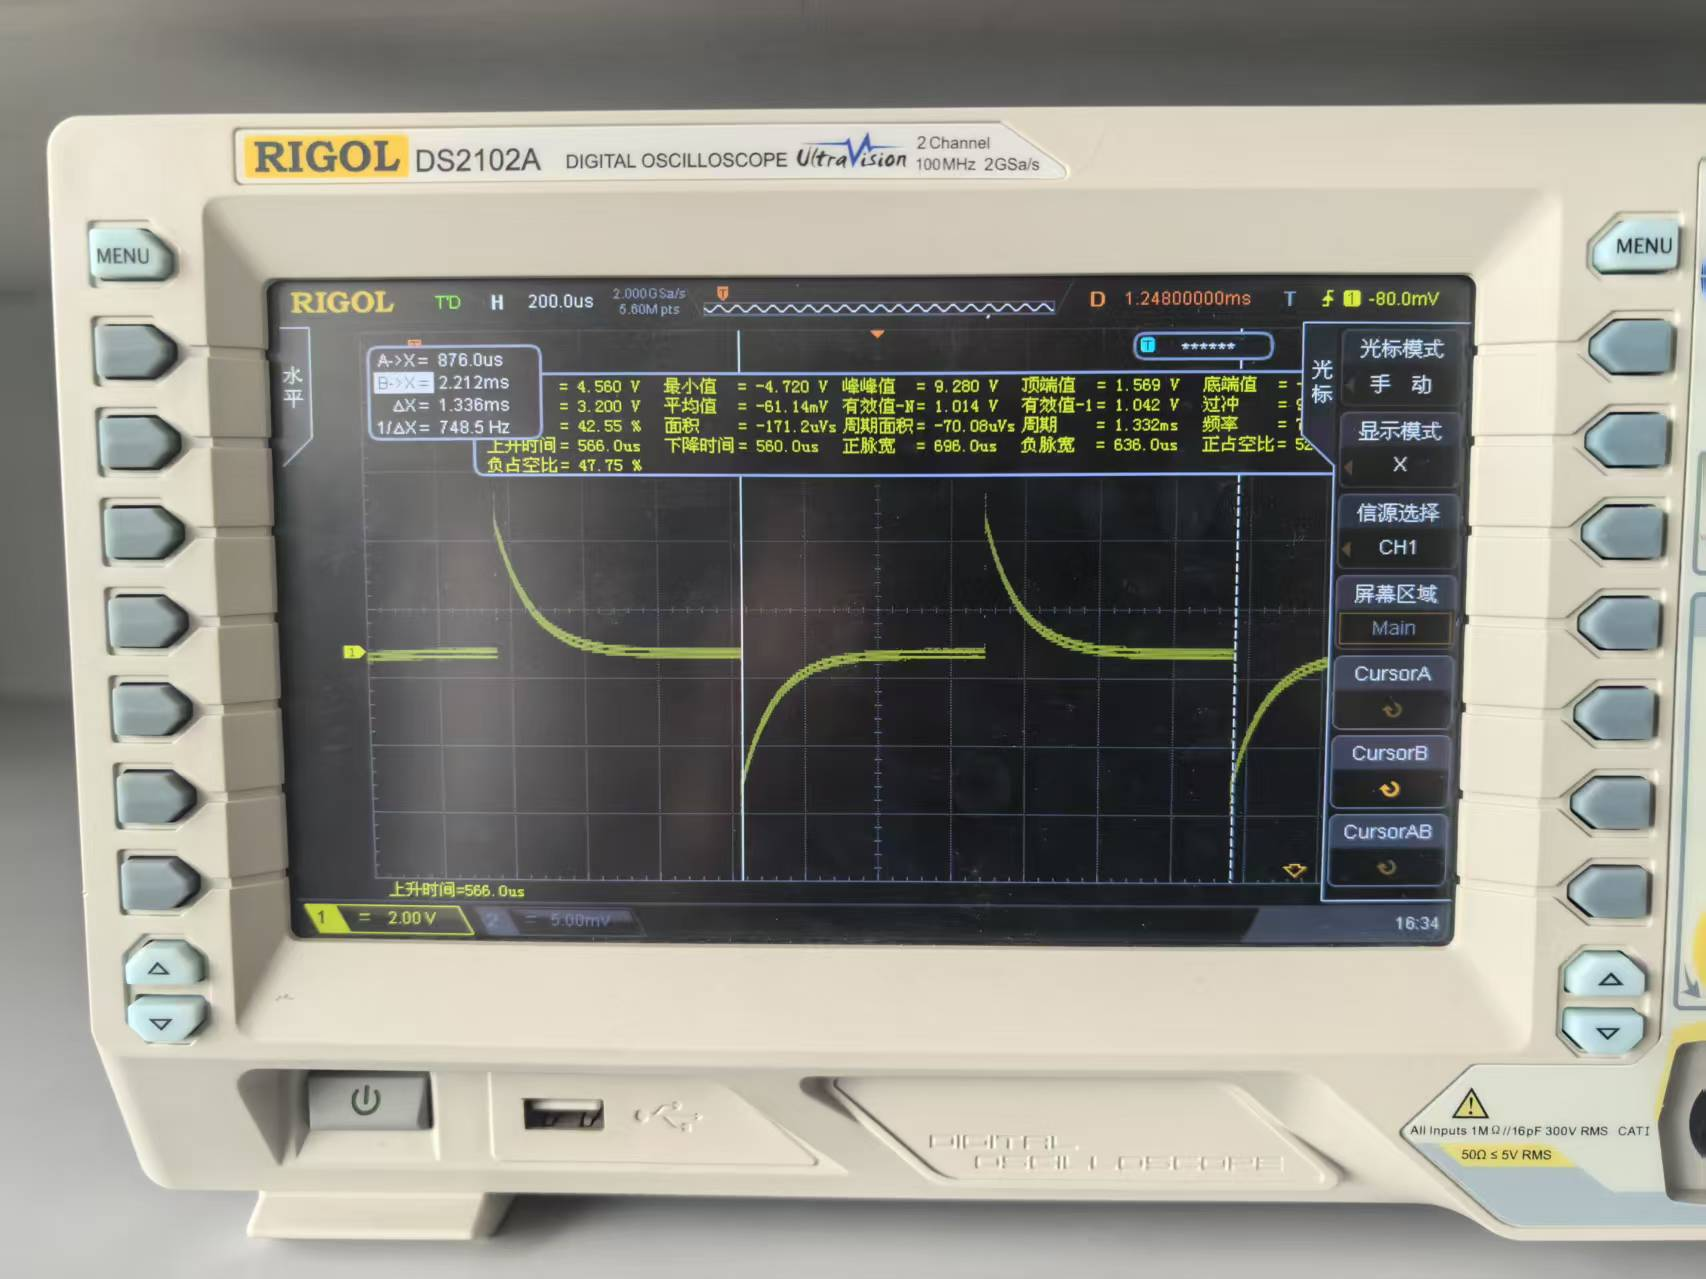 RIGOL DS2102A DIGITAL OSCILLOSCOPE UltraVision 2 Channel
100MHz 2GSa/s
MENU
MENU
RIGOL T'D H 200.0us 2.000GSa/s 5.60M pts T D 1.24800000ms T 1 -80.0mV
水平
A->X= 876.0us
B->X= 2.212ms
ΔX= 1.336ms
1/ΔX= 748.5 Hz
T ******
= 4.560 V 最小值 = -4.720 V 峰峰值 = 9.280 V 顶端值 = 1.569 V 底端值 = -
= 3.200 V 平均值 = -61.14mV 有效值-N= 1.014 V 有效值-1= 1.042 V 过冲 =
= 42.55 % 面积 = -171.2uVs 周期面积= -70.08uVs 周期 = 1.332ms 频率 =
上升时间= 566.0us 下降时间= 560.0us 正脉宽 = 696.0us 负脉宽 = 636.0us 正占空比= 52
负占空比= 47.75 %
光标
光标模式
手 动
显示模式
X
信源选择
CH1
屏幕区域
Main
CursorA
CursorB
CursorAB
1
上升时间=566.0us
1 = 2.00 V 2 = 5.00mV
16:34
DIGITAL
OSCILLOSCOPE
All Inputs 1MΩ//16pF 300V RMS CAT I
50Ω ≤ 5V RMS